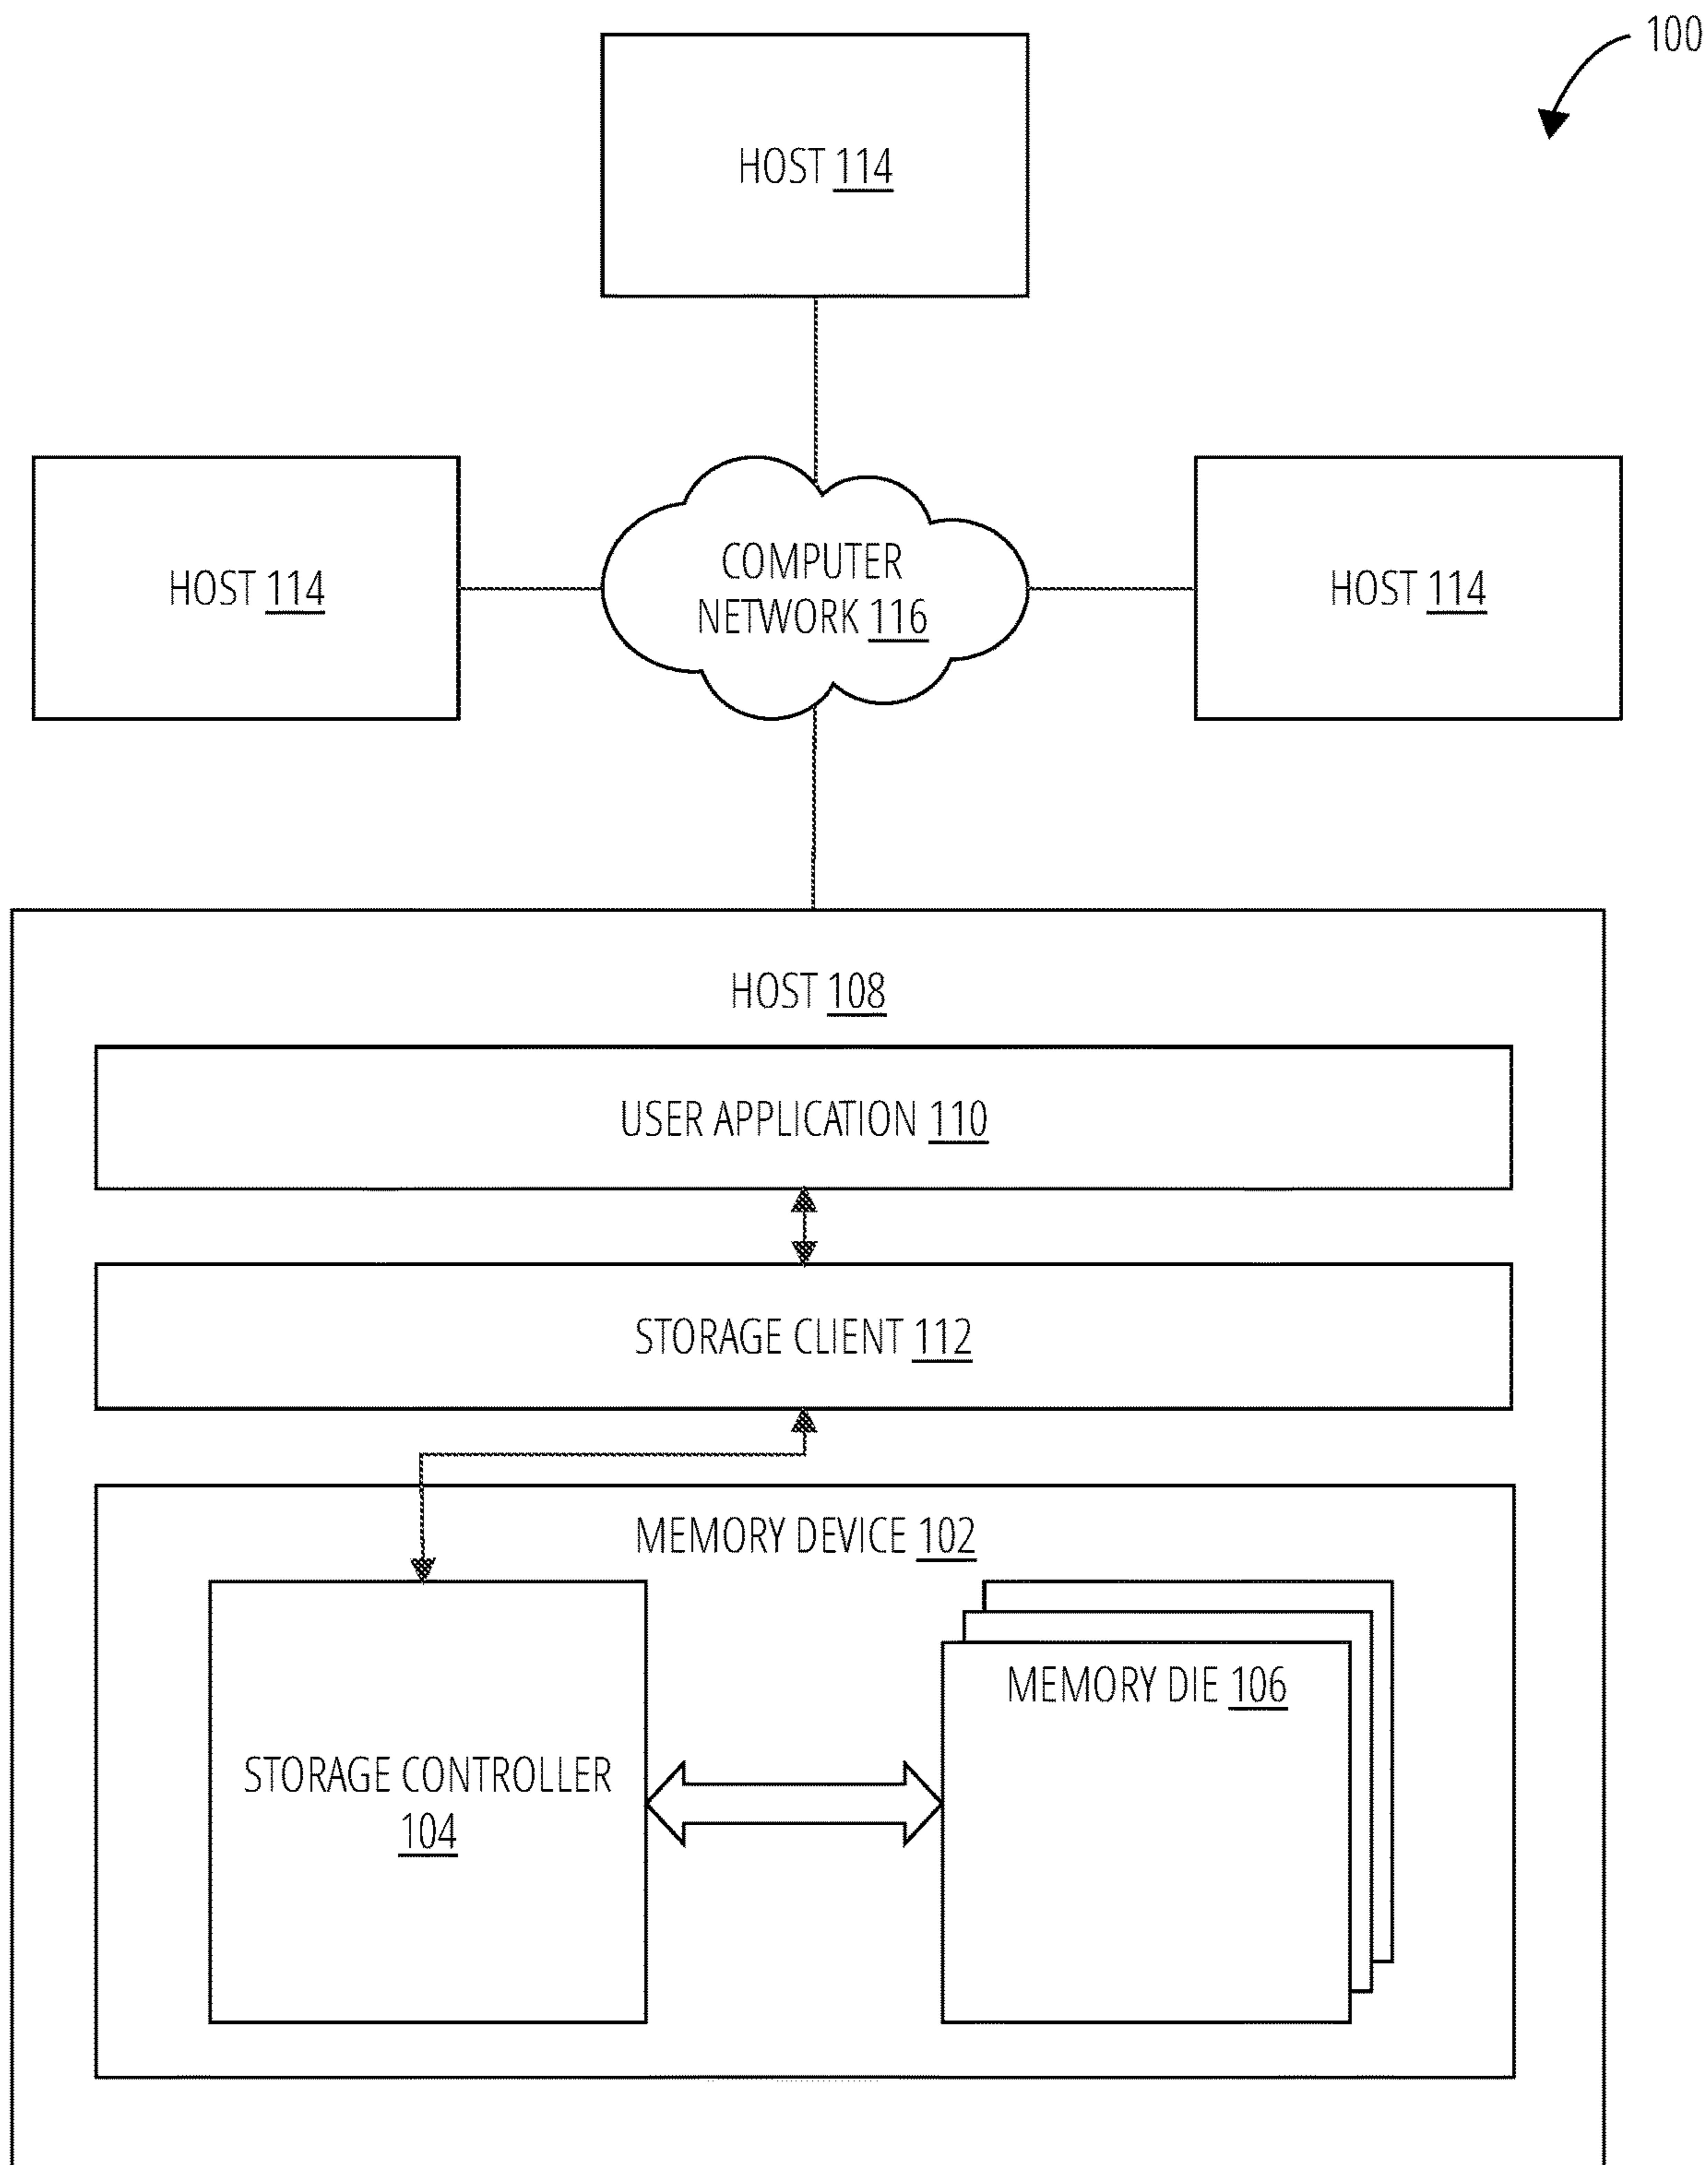 100
HOST 114
HOST 114
COMPUTER
NETWORK 116
HOST 114
HOST 108
USER APPLICATION 110
STORAGE CLIENT 112
MEMORY DEVICE 102
MEMORY DIE 106
STORAGE CONTROLLER
104